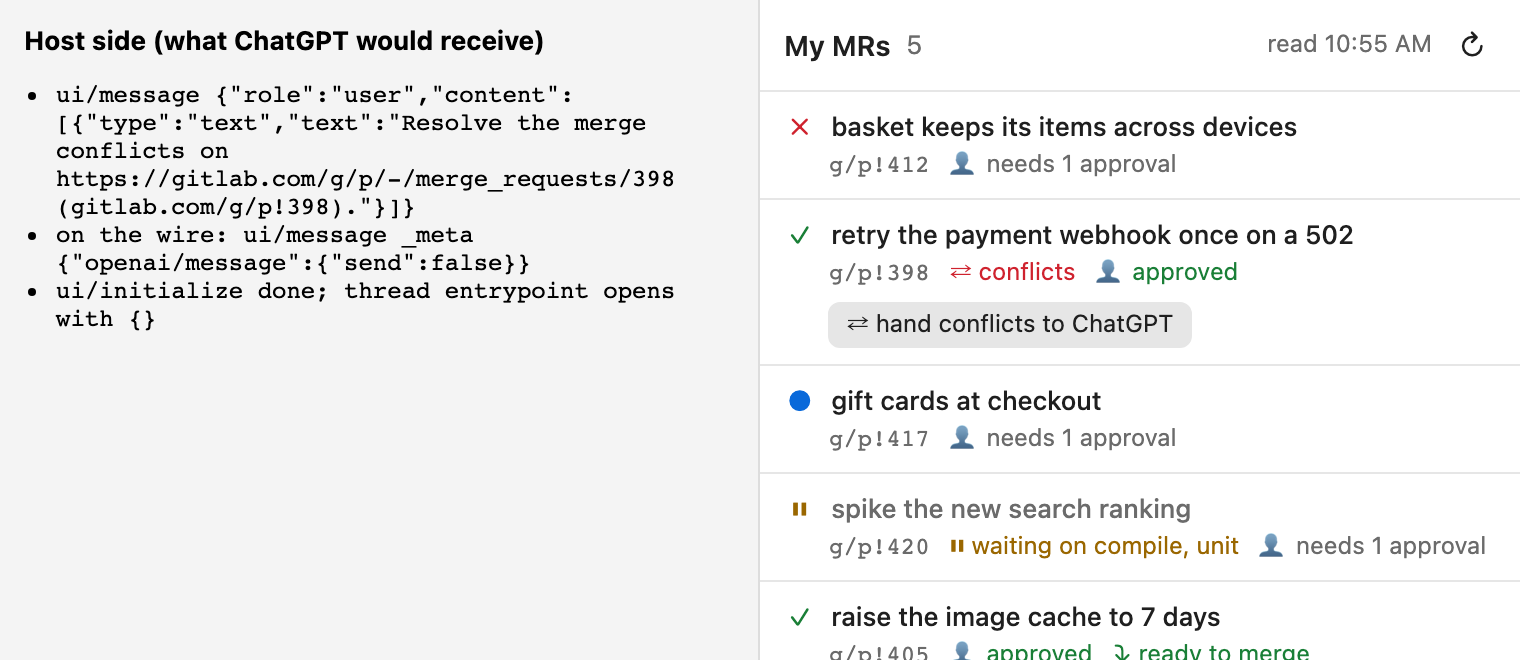 Host side (what ChatGPT would receive)
ui/message {"role":"user","content":
[{"type":"text","text":"Resolve the merge
conflicts on
https://gitlab.com/g/p/-/merge_requests/398
(gitlab.com/g/p!398)."}]}
on the wire: ui/message _meta
{"openai/message":{"send":false}}
ui/initialize done; thread entrypoint opens
with {}
My MRs 5 read 10:55 AM
basket keeps its items across devices
g/p!412 needs 1 approval
retry the payment webhook once on a 502
g/p!398 conflicts approved
hand conflicts to ChatGPT
gift cards at checkout
g/p!417 needs 1 approval
spike the new search ranking
g/p!420 waiting on compile, unit needs 1 approval
raise the image cache to 7 days
g/p!405 approved ready to merge